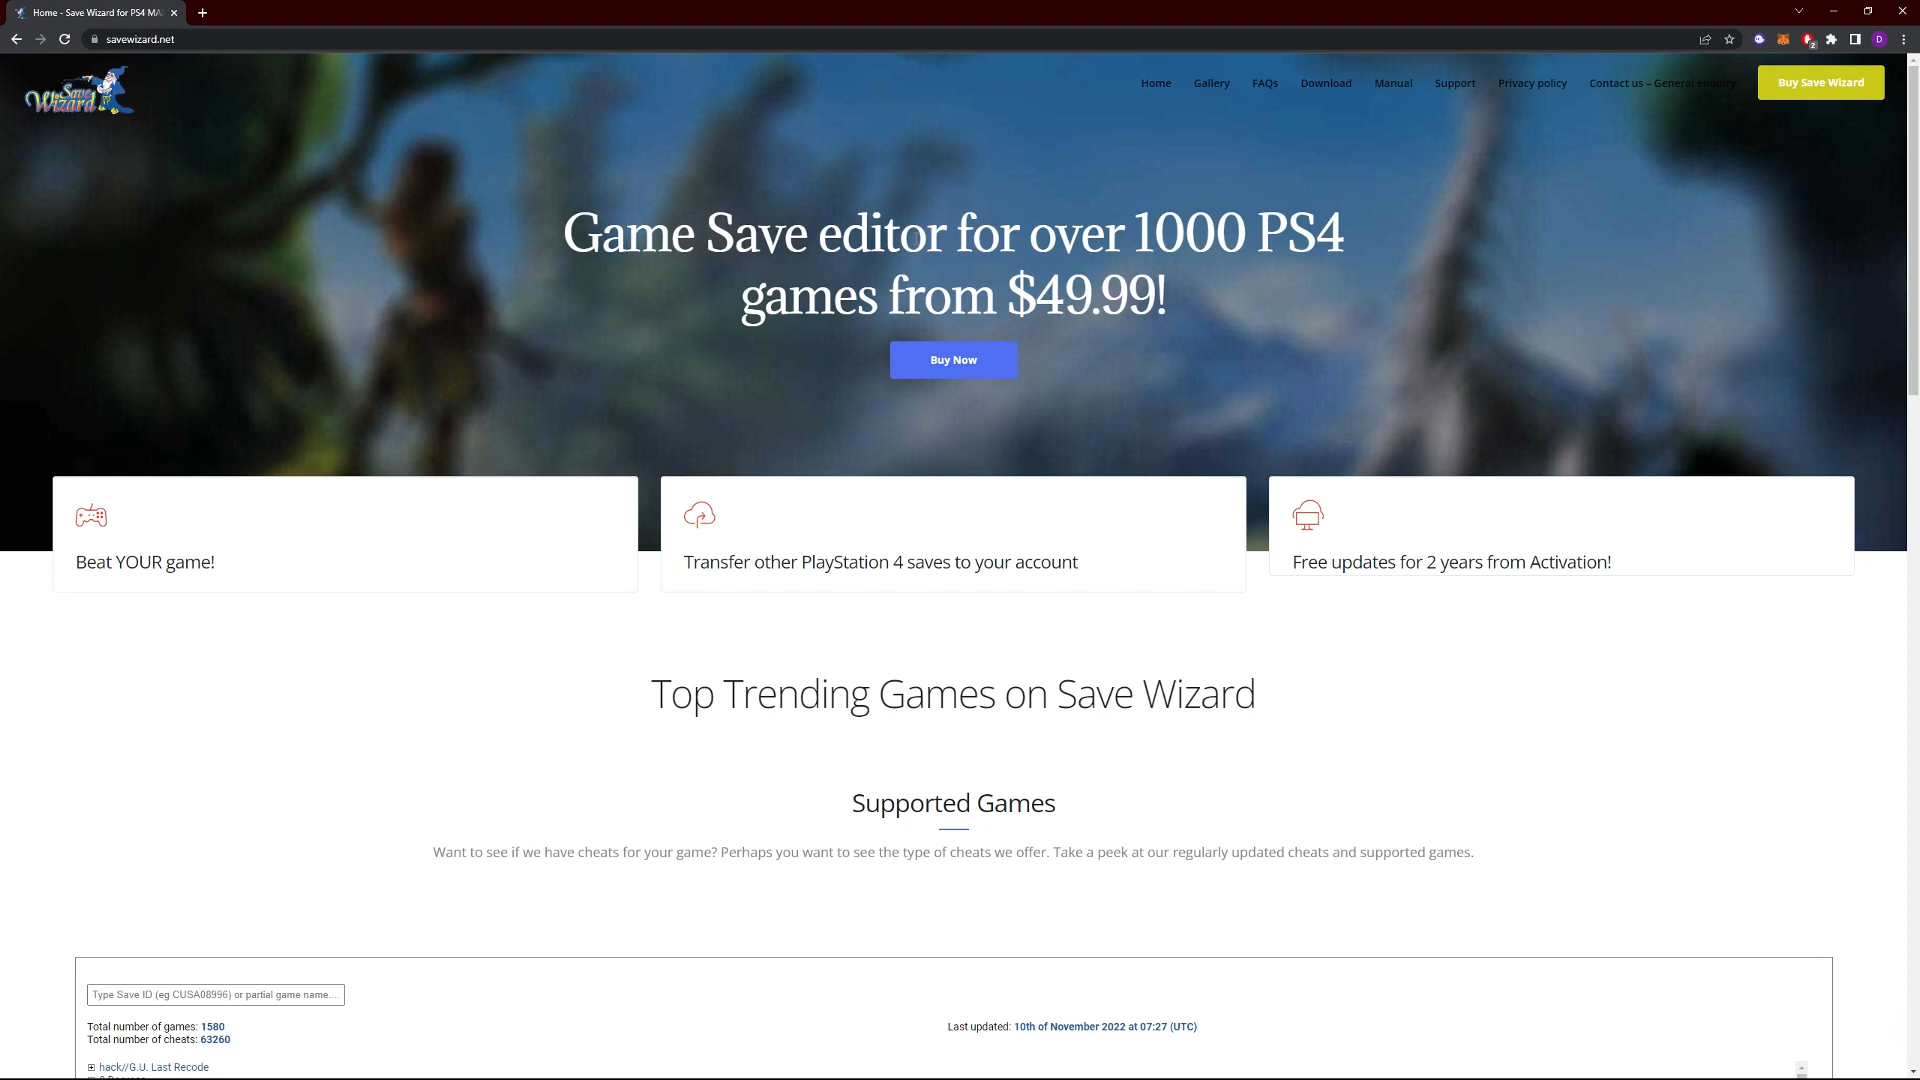 Home - Save Wizard for PS4 MA
savewizard.net
2
D
Save
Wizard
Home
Gallery
FAQs
Download
Manual
Support
Privacy policy
Contact us – General enquiry
Buy Save Wizard
Game Save editor for over 1000 PS4
games from $49.99!
Buy Now
Beat YOUR game!
Transfer other PlayStation 4 saves to your account
Free updates for 2 years from Activation!
Top Trending Games on Save Wizard
Supported Games
Want to see if we have cheats for your game? Perhaps you want to see the type of cheats we offer. Take a peek at our regularly updated cheats and supported games.
Type Save ID (eg CUSA08996) or partial game name....
Total number of games: 1580
Last updated: 10th of November 2022 at 07:27 (UTC)
Total number of cheats: 63260
hack//G.U. Last Recode